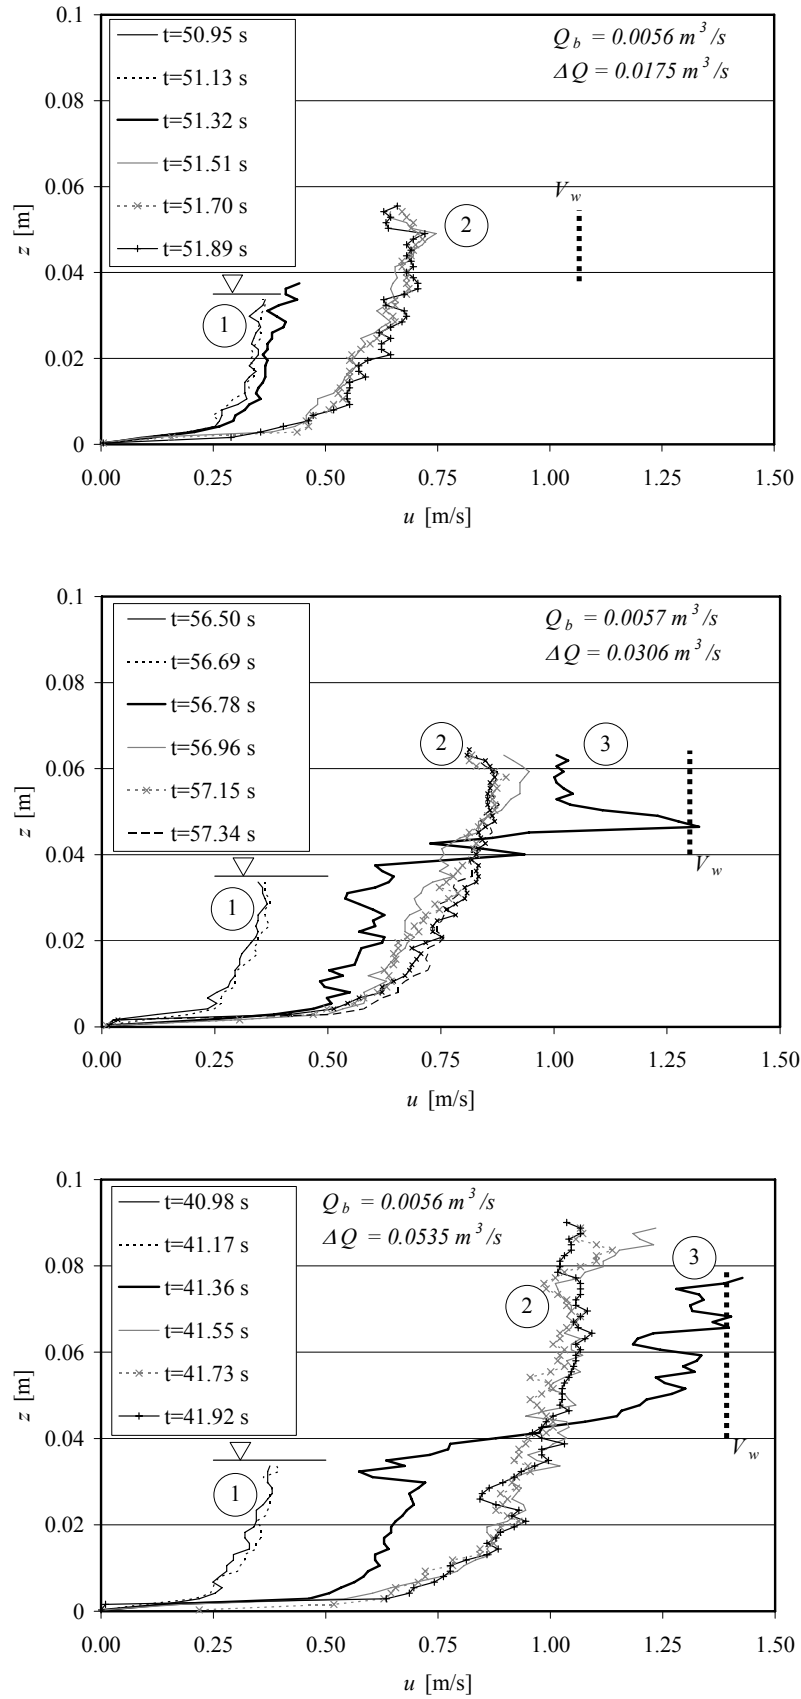 0.1
t=50.95 s
Q_b = 0.0056 m³/s
t=51.13 s
ΔQ = 0.0175 m³/s
0.08
t=51.32 s
t=51.51 s
0.06
V_w
t=51.70 s
2
z [m]
t=51.89 s
0.04
1
0.02
0
0.00 0.25 0.50 0.75 1.00 1.25 1.50
u [m/s]
0.1
t=56.50 s
Q_b = 0.0057 m³/s
t=56.69 s
ΔQ = 0.0306 m³/s
0.08
t=56.78 s
t=56.96 s
2 3
0.06
t=57.15 s
z [m]
t=57.34 s
0.04
V_w
1
0.02
0
0.00 0.25 0.50 0.75 1.00 1.25 1.50
u [m/s]
0.1
t=40.98 s
Q_b = 0.0056 m³/s
t=41.17 s
ΔQ = 0.0535 m³/s
0.08
t=41.36 s
3
t=41.55 s
2
0.06
t=41.73 s
z [m]
t=41.92 s
0.04
V_w
1
0.02
0
0.00 0.25 0.50 0.75 1.00 1.25 1.50
u [m/s]